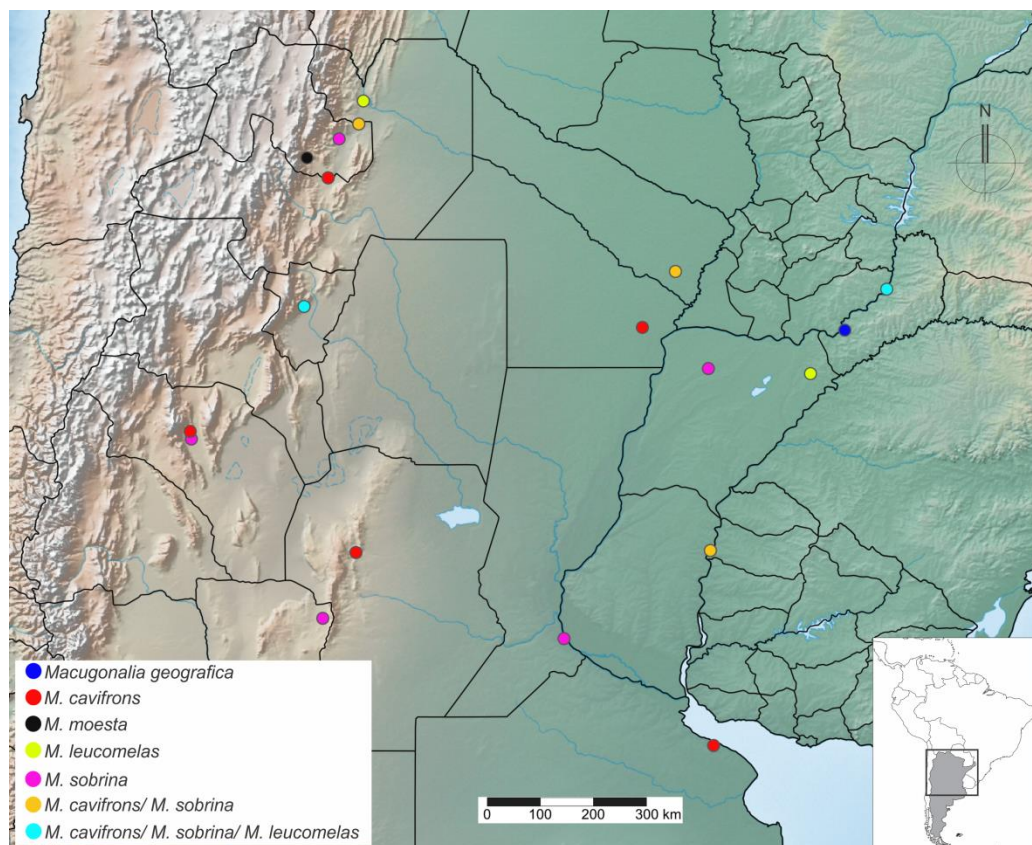 N
Macugonalia geografica
M. cavifrons
M. moesta
M. leucomelas
M. sobrina
M. cavifrons/ M. sobrina
M. cavifrons/ M. sobrina/ M. leucomelas
0 100 200 300 km